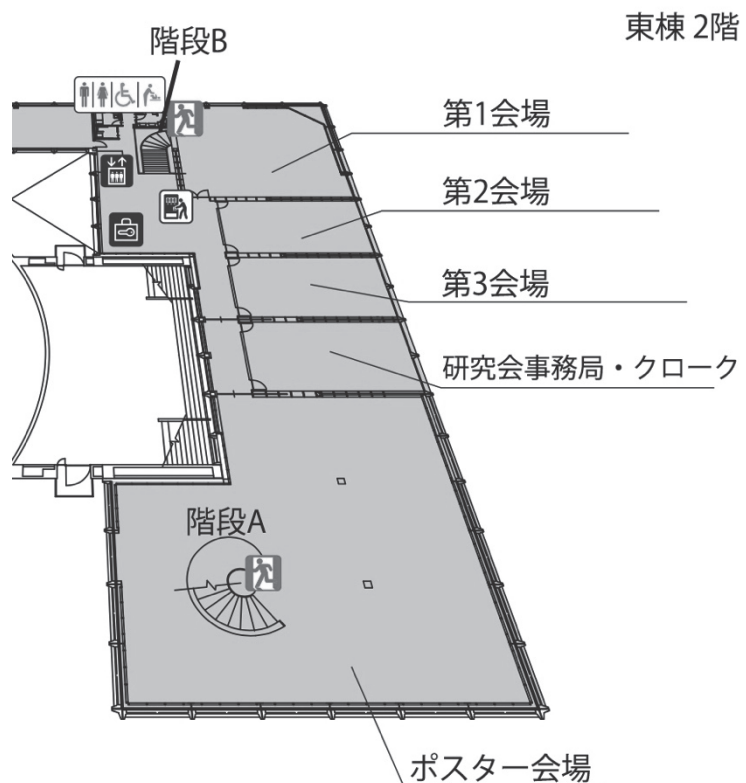 東棟 2階
階段B
第1会場
第2会場
第3会場
研究会事務局・クローク
階段A
ポスター会場